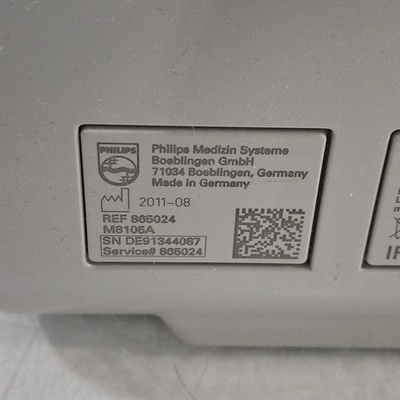 PHILIPS
Philips Medizin Systeme
Boeblingen GmbH
71034 Boeblingen, Germany
Made in Germany
2011-08
REF 865024
M8105A
SN DE91344087
Service# 865024